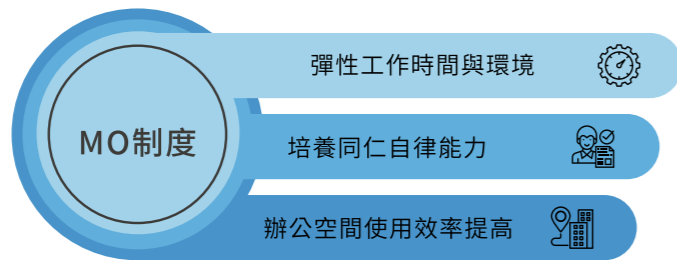 MO制度
彈性工作時間與環境
培養同仁自律能力
辦公空間使用效率提高